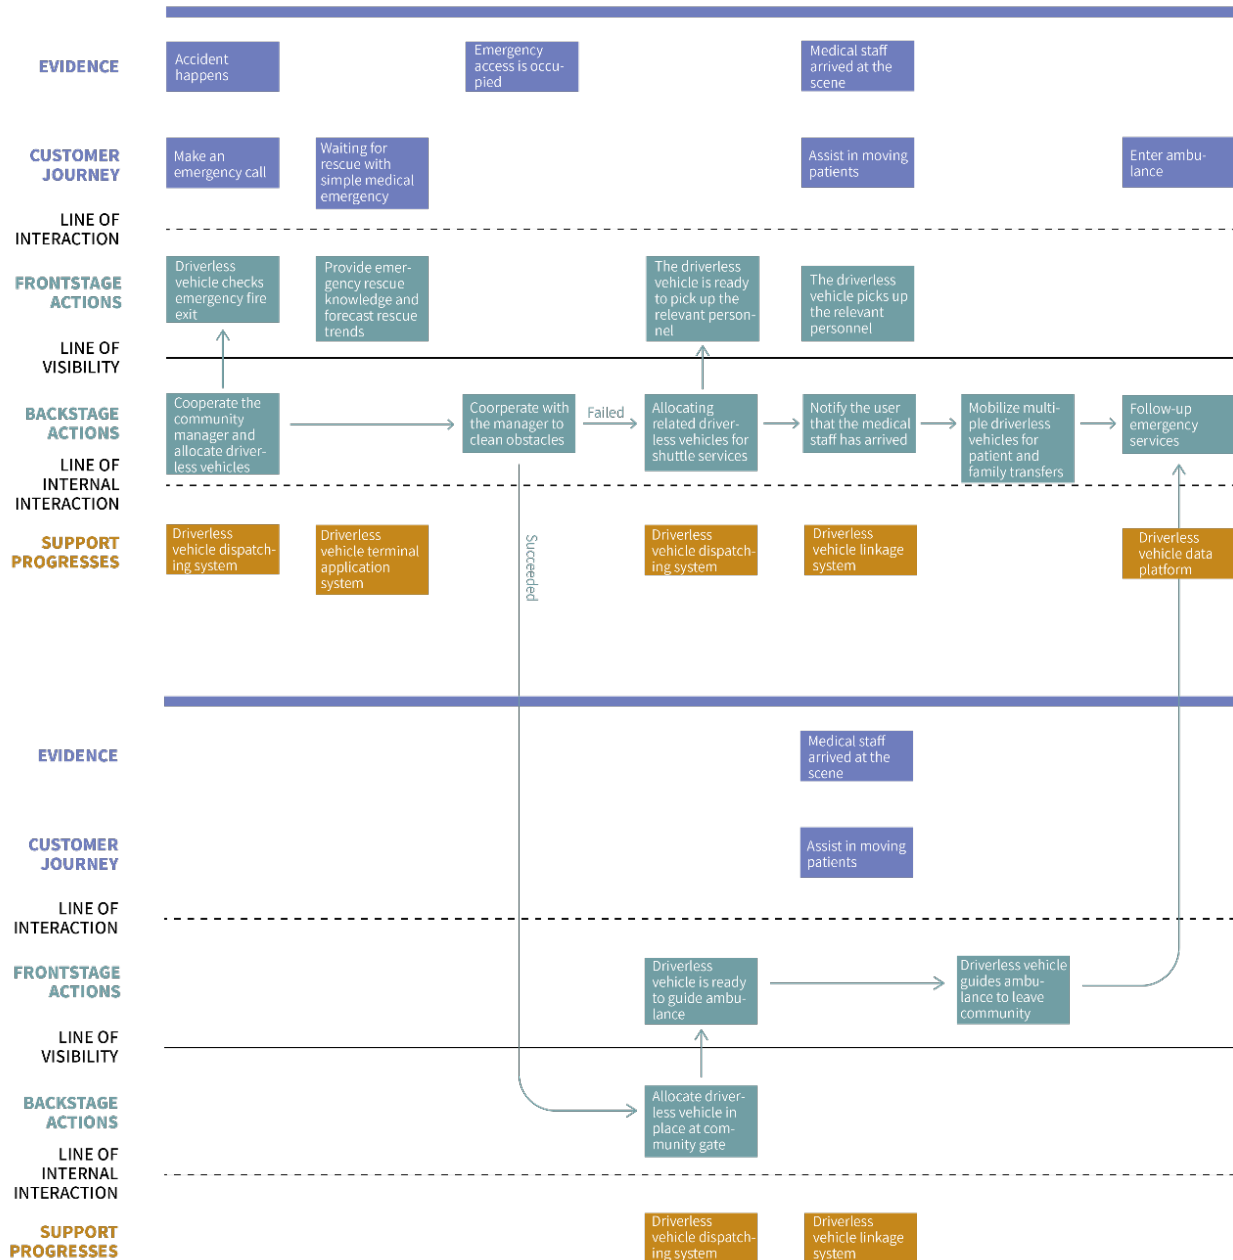 EVIDENCE
Accident
happens
Emergency
access is occu-
pied
Medical staff
arrived at the
scene
CUSTOMER
JOURNEY
Make an
emergency call
Waiting for
rescue with
simple medical
emergency
Assist in moving
patients
Enter ambu-
lance
LINE OF
INTERACTION
FRONTSTAGE
ACTIONS
Driverless
vehicle checks
emergency fire
exit
Provide emer-
gency rescue
knowledge and
forecast rescue
trends
The driverless
vehicle is ready
to pick up the
relevant person-
nel
The driverless
vehicle picks up
the relevant
personnel
LINE OF
VISIBILITY
BACKSTAGE
ACTIONS
Cooperate the
community
manager and
allocate driver-
less vehicles
Coorperate with
the manager to
clean obstacles
Failed
Allocating
related driver-
less vehicles for
shuttle services
Notify the user
that the medical
staff has arrived
Mobilize multi-
ple driverless
vehicles for
patient and
family transfers
Follow-up
emergency
services
LINE OF
INTERNAL
INTERACTION
SUPPORT
PROGRESSES
Driverless
vehicle dispatch-
ing system
Driverless
vehicle terminal
application
system
Succeeded
Driverless
vehicle dispatch-
ing system
Driverless
vehicle linkage
system
Driverless
vehicle data
platform
EVIDENCE
Medical staff
arrived at the
scene
CUSTOMER
JOURNEY
Assist in moving
patients
LINE OF
INTERACTION
FRONTSTAGE
ACTIONS
Driverless
vehicle is ready
to guide ambu-
lance
Driverless vehicle
guides ambu-
lance to leave
community
LINE OF
VISIBILITY
BACKSTAGE
ACTIONS
Allocate driver-
less vehicle in
place at com-
munity gate
LINE OF
INTERNAL
INTERACTION
SUPPORT
PROGRESSES
Driverless
vehicle dispatch-
ing system
Driverless
vehicle linkage
system